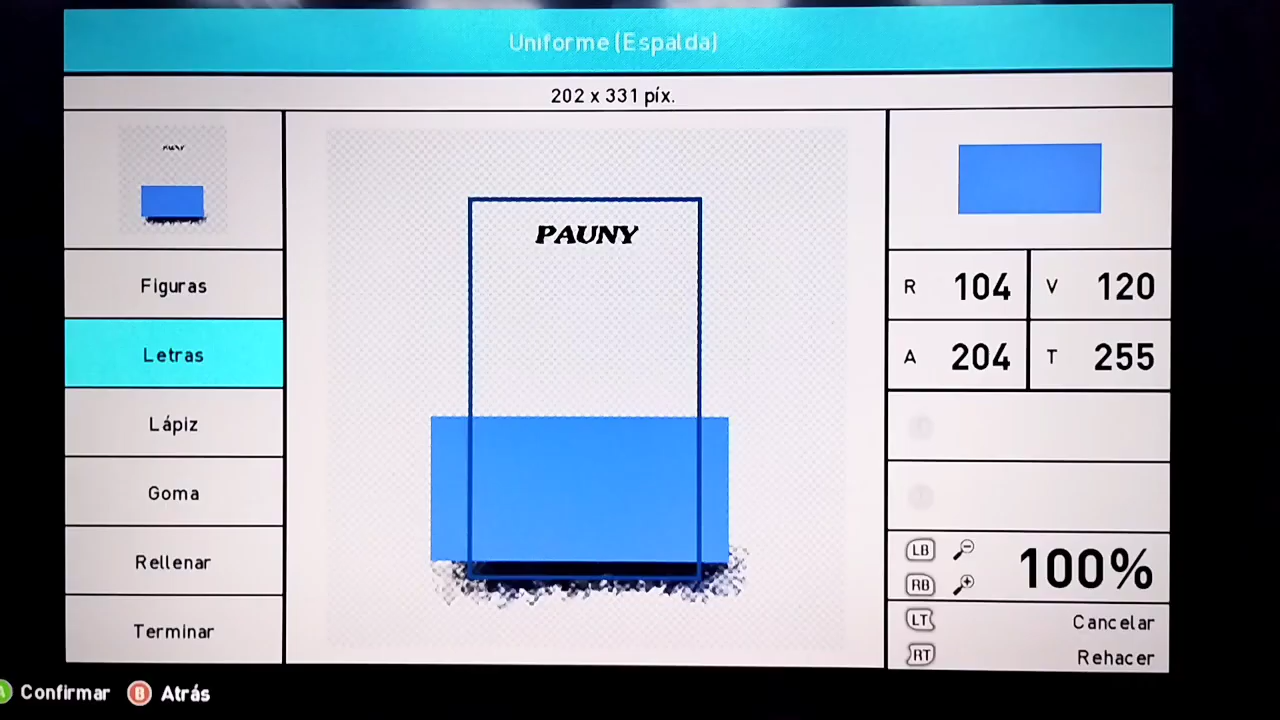 Uniforme (Espalda)
202 x 331 píx.
PAUNY
Figuras
Letras
Lápiz
Goma
Rellenar
Terminar
PAUNY
R 104 V 120
A 204 T 255
LB 100%
RB
LT Cancelar
RT Rehacer
A Confirmar B Atrás